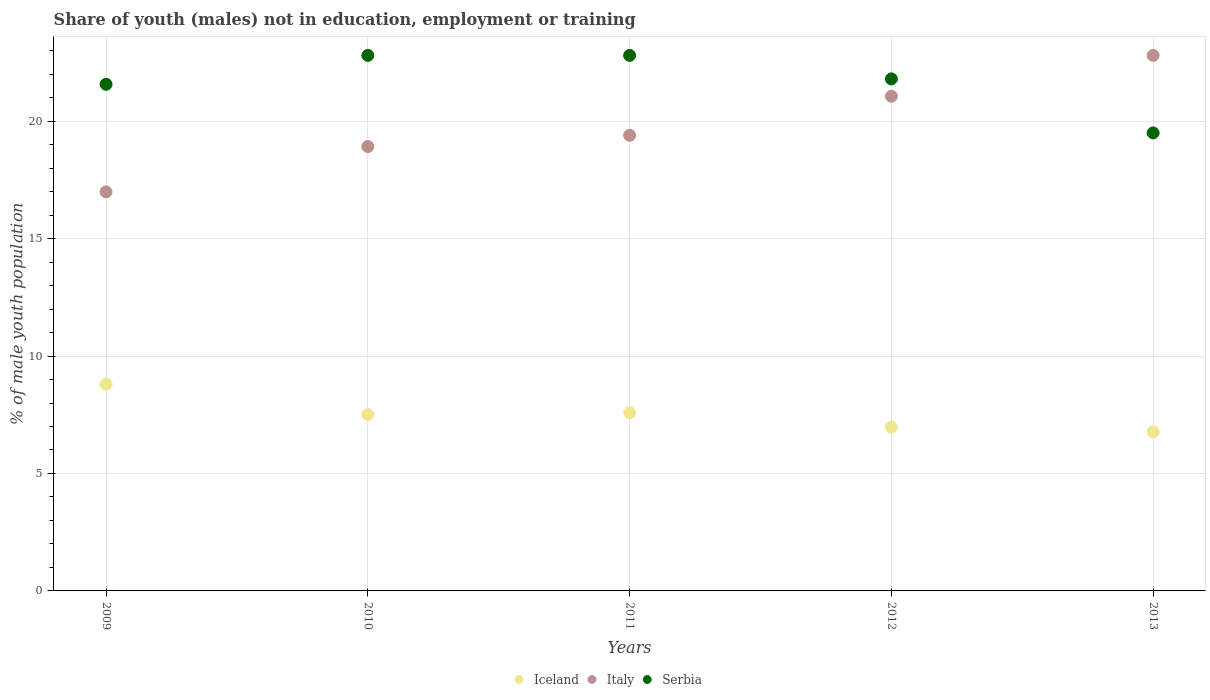 Share of youth (males) not in education, employment or training
% of male youth population
20
15
10
5
0
2009
2010
2011
2012
2013
Years
Iceland
Italy
Serbia